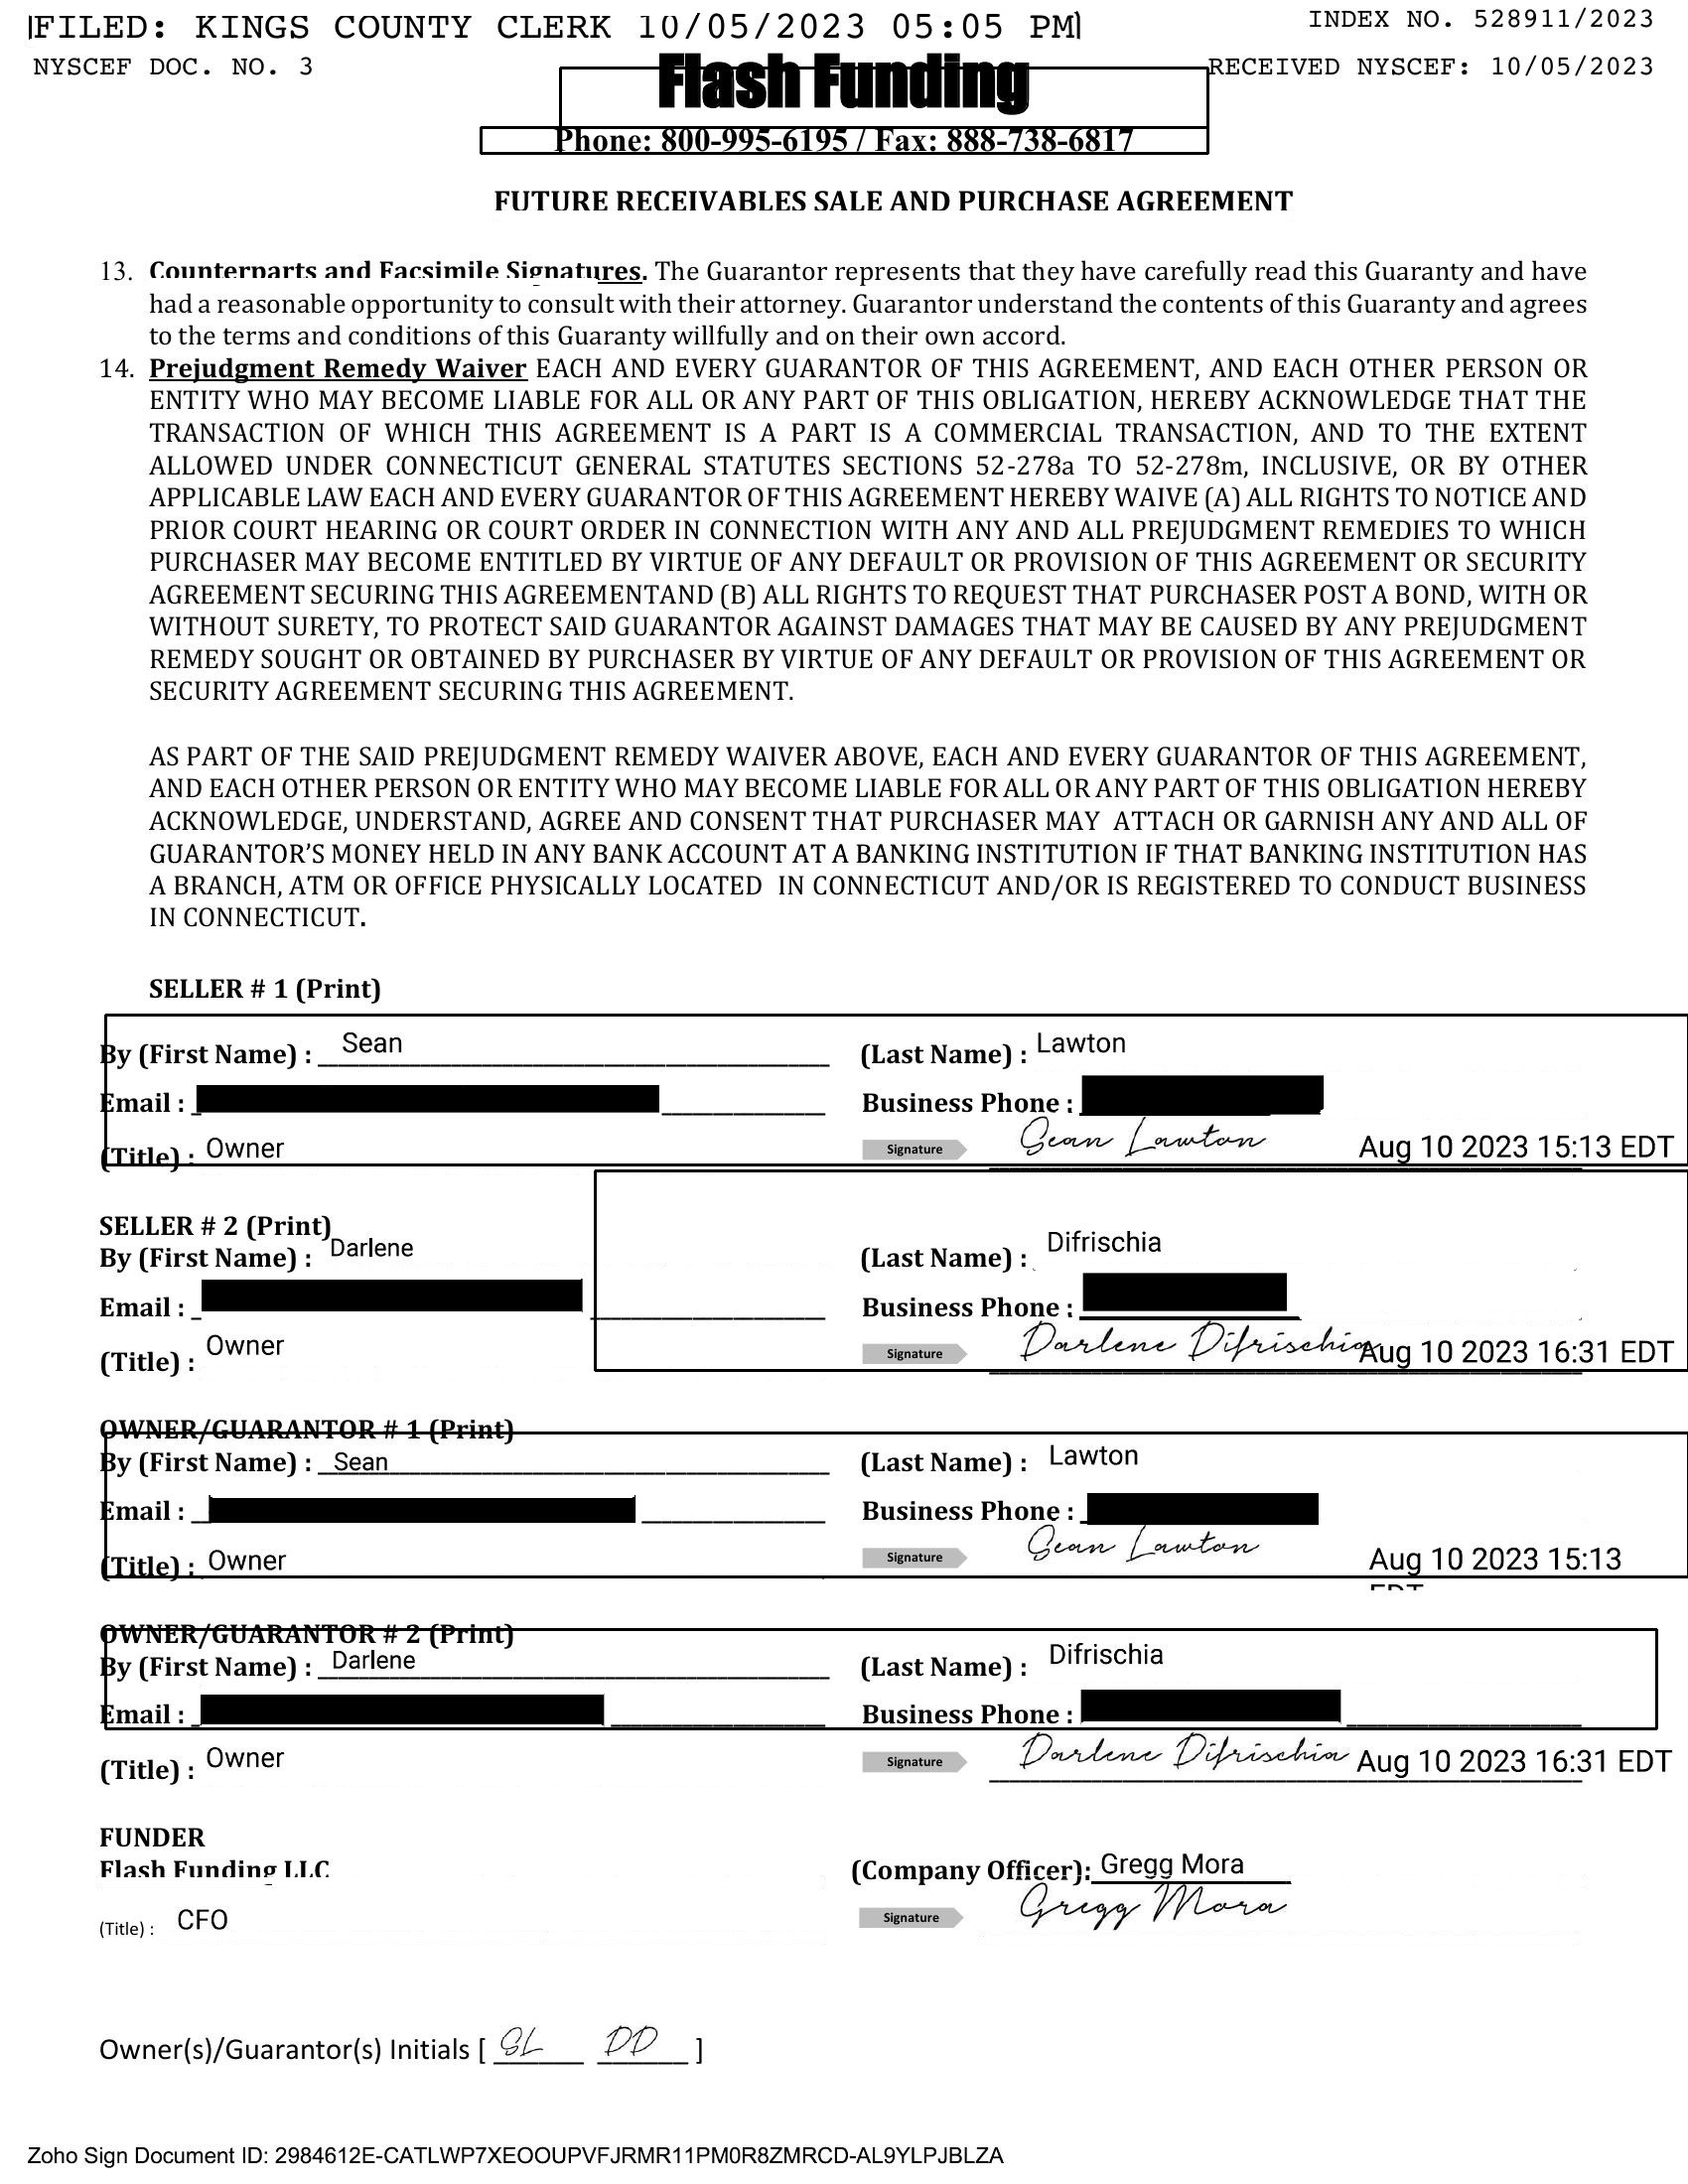 FILED: KINGS COUNTY CLERK 10/05/2023 05:05 PM
INDEX NO. 528911/2023
NYSCEF DOC. NO. 3
RECEIVED NYSCEF: 10/05/2023
Flash Funding
Phone: 800-995-6195 / Fax: 888-738-6817
FUTURE RECEIVABLES SALE AND PURCHASE AGREEMENT
13. Counterparts and Facsimile Signatures. The Guarantor represents that they have carefully read this Guaranty and have
had a reasonable opportunity to consult with their attorney. Guarantor understand the contents of this Guaranty and agrees
to the terms and conditions of this Guaranty willfully and on their own accord.
14. Prejudgment Remedy Waiver EACH AND EVERY GUARANTOR OF THIS AGREEMENT, AND EACH OTHER PERSON OR
ENTITY WHO MAY BECOME LIABLE FOR ALL OR ANY PART OF THIS OBLIGATION, HEREBY ACKNOWLEDGE THAT THE
TRANSACTION OF WHICH THIS AGREEMENT IS A PART IS A COMMERCIAL TRANSACTION, AND TO THE EXTENT
ALLOWED UNDER CONNECTICUT GENERAL STATUTES SECTIONS 52-278a TO 52-278m, INCLUSIVE, OR BY OTHER
APPLICABLE LAW EACH AND EVERY GUARANTOR OF THIS AGREEMENT HEREBY WAIVE (A) ALL RIGHTS TO NOTICE AND
PRIOR COURT HEARING OR COURT ORDER IN CONNECTION WITH ANY AND ALL PREJUDGMENT REMEDIES TO WHICH
PURCHASER MAY BECOME ENTITLED BY VIRTUE OF ANY DEFAULT OR PROVISION OF THIS AGREEMENT OR SECURITY
AGREEMENT SECURING THIS AGREEMENTAND (B) ALL RIGHTS TO REQUEST THAT PURCHASER POST A BOND, WITH OR
WITHOUT SURETY, TO PROTECT SAID GUARANTOR AGAINST DAMAGES THAT MAY BE CAUSED BY ANY PREJUDGMENT
REMEDY SOUGHT OR OBTAINED BY PURCHASER BY VIRTUE OF ANY DEFAULT OR PROVISION OF THIS AGREEMENT OR
SECURITY AGREEMENT SECURING THIS AGREEMENT.
AS PART OF THE SAID PREJUDGMENT REMEDY WAIVER ABOVE, EACH AND EVERY GUARANTOR OF THIS AGREEMENT,
AND EACH OTHER PERSON OR ENTITY WHO MAY BECOME LIABLE FOR ALL OR ANY PART OF THIS OBLIGATION HEREBY
ACKNOWLEDGE, UNDERSTAND, AGREE AND CONSENT THAT PURCHASER MAY ATTACH OR GARNISH ANY AND ALL OF
GUARANTOR'S MONEY HELD IN ANY BANK ACCOUNT AT A BANKING INSTITUTION IF THAT BANKING INSTITUTION HAS
A BRANCH, ATM OR OFFICE PHYSICALLY LOCATED IN CONNECTICUT AND/OR IS REGISTERED TO CONDUCT BUSINESS
IN CONNECTICUT.
SELLER # 1 (Print)
By (First Name) : Sean (Last Name) : Lawton
Email : Business Phone :
(Title) : Owner Signature Sean Lawton Aug 10 2023 15:13 EDT
SELLER # 2 (Print)
By (First Name) : Darlene (Last Name) : Difrischia
Email : Business Phone :
(Title) : Owner Signature Darlene Difrischia Aug 10 2023 16:31 EDT
OWNER/GUARANTOR # 1 (Print)
By (First Name) : Sean (Last Name) : Lawton
Email : Business Phone :
(Title) : Owner Signature Sean Lawton Aug 10 2023 15:13
EDT
OWNER/GUARANTOR # 2 (Print)
By (First Name) : Darlene (Last Name) : Difrischia
Email : Business Phone :
(Title) : Owner Signature Darlene Difrischia Aug 10 2023 16:31 EDT
FUNDER
Flash Funding LLC (Company Officer): Gregg Mora
(Title) : CFO Signature Gregg Mora
Owner(s)/Guarantor(s) Initials [ SL DD ]
Zoho Sign Document ID: 2984612E-CATLWP7XEOOUPVFJRMR11PM0R8ZMRCD-AL9YLPJBLZA